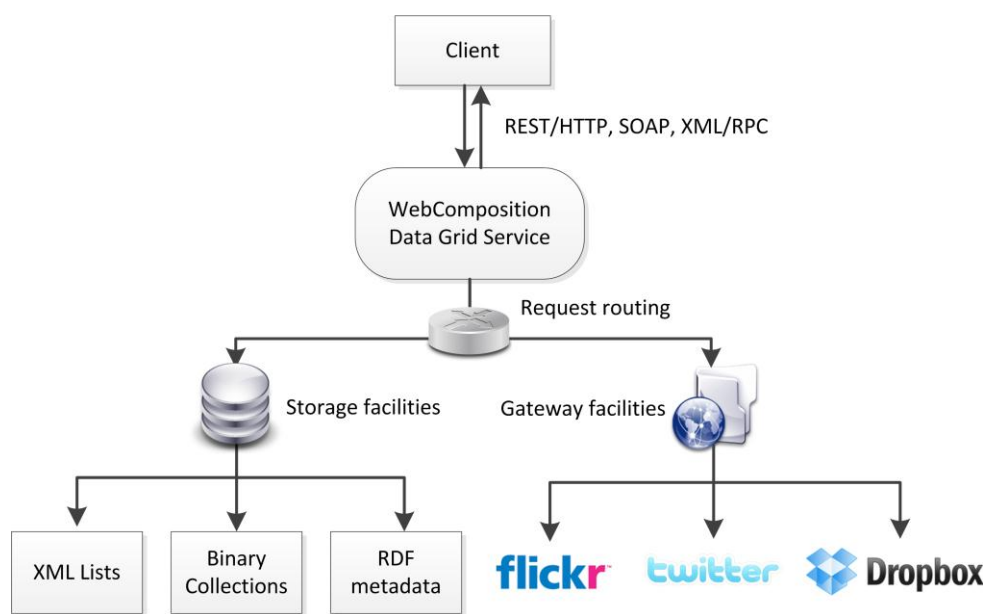 Client
REST/HTTP, SOAP, XML/RPC
WebComposition
Data Grid Service
Request routing
Storage facilities
Gateway facilities
XML Lists
Binary
Collections
RDF
metadata
flickr
twitter
Dropbox